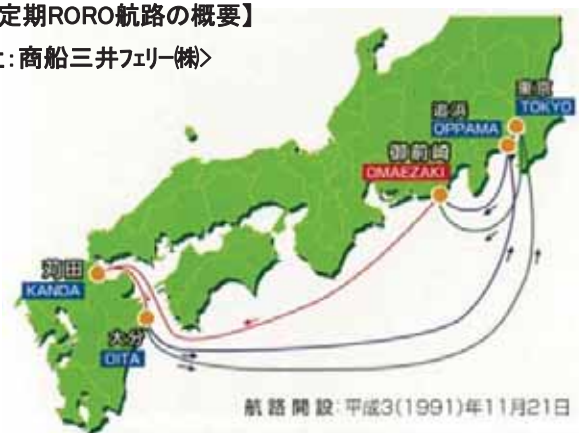 定期RORO航路の概要】
:商船三井フェリー㈱>
東京
TOKYO
追浜
OPPAMA
御前崎
OMAEZAKI
苅田
KANDA
大分
OITA
航路開設:平成3(1991)年11月21日